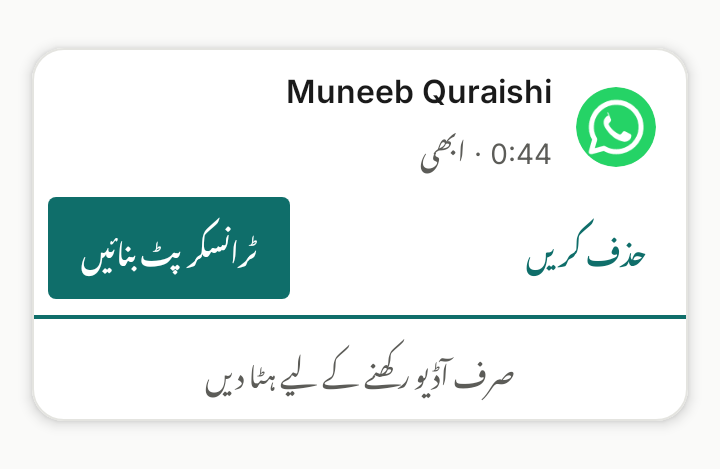 Muneeb Quraishi
0:44 · ابھی
حذف کریں
ٹرانسکرپٹ بنائیں
صرف آڈیو رکھنے کے لیے ہٹا دیں